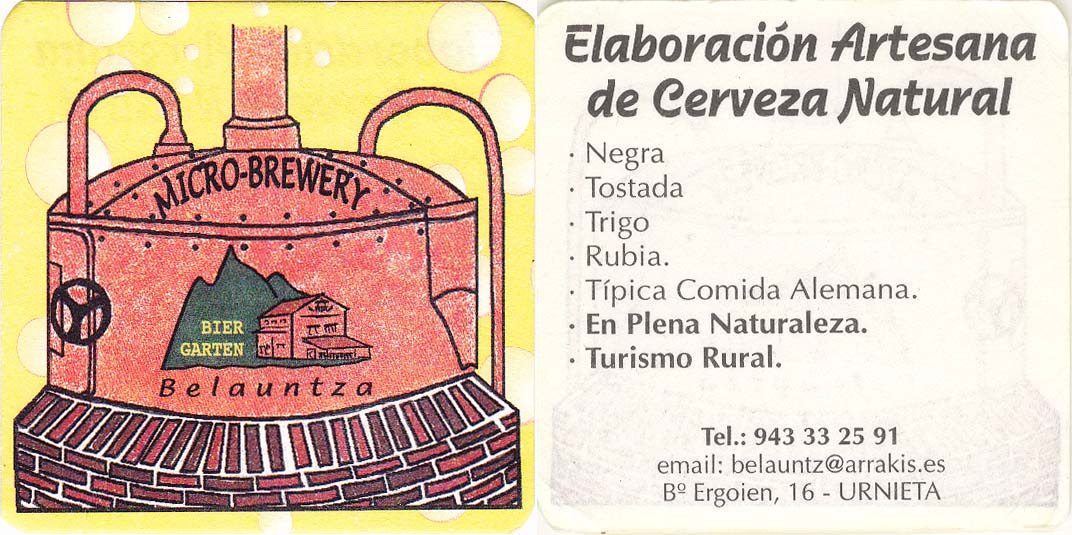 MICRO-BREWERY
BIER
GARTEN
Belauntza
Elaboración Artesana
de Cerveza Natural
· Negra
· Tostada
· Trigo
· Rubia.
· Típica Comida Alemana.
· En Plena Naturaleza.
· Turismo Rural.
Tel.: 943 33 25 91
email: belauntz@arrakis.es
Bº Ergoien, 16 - URNIETA